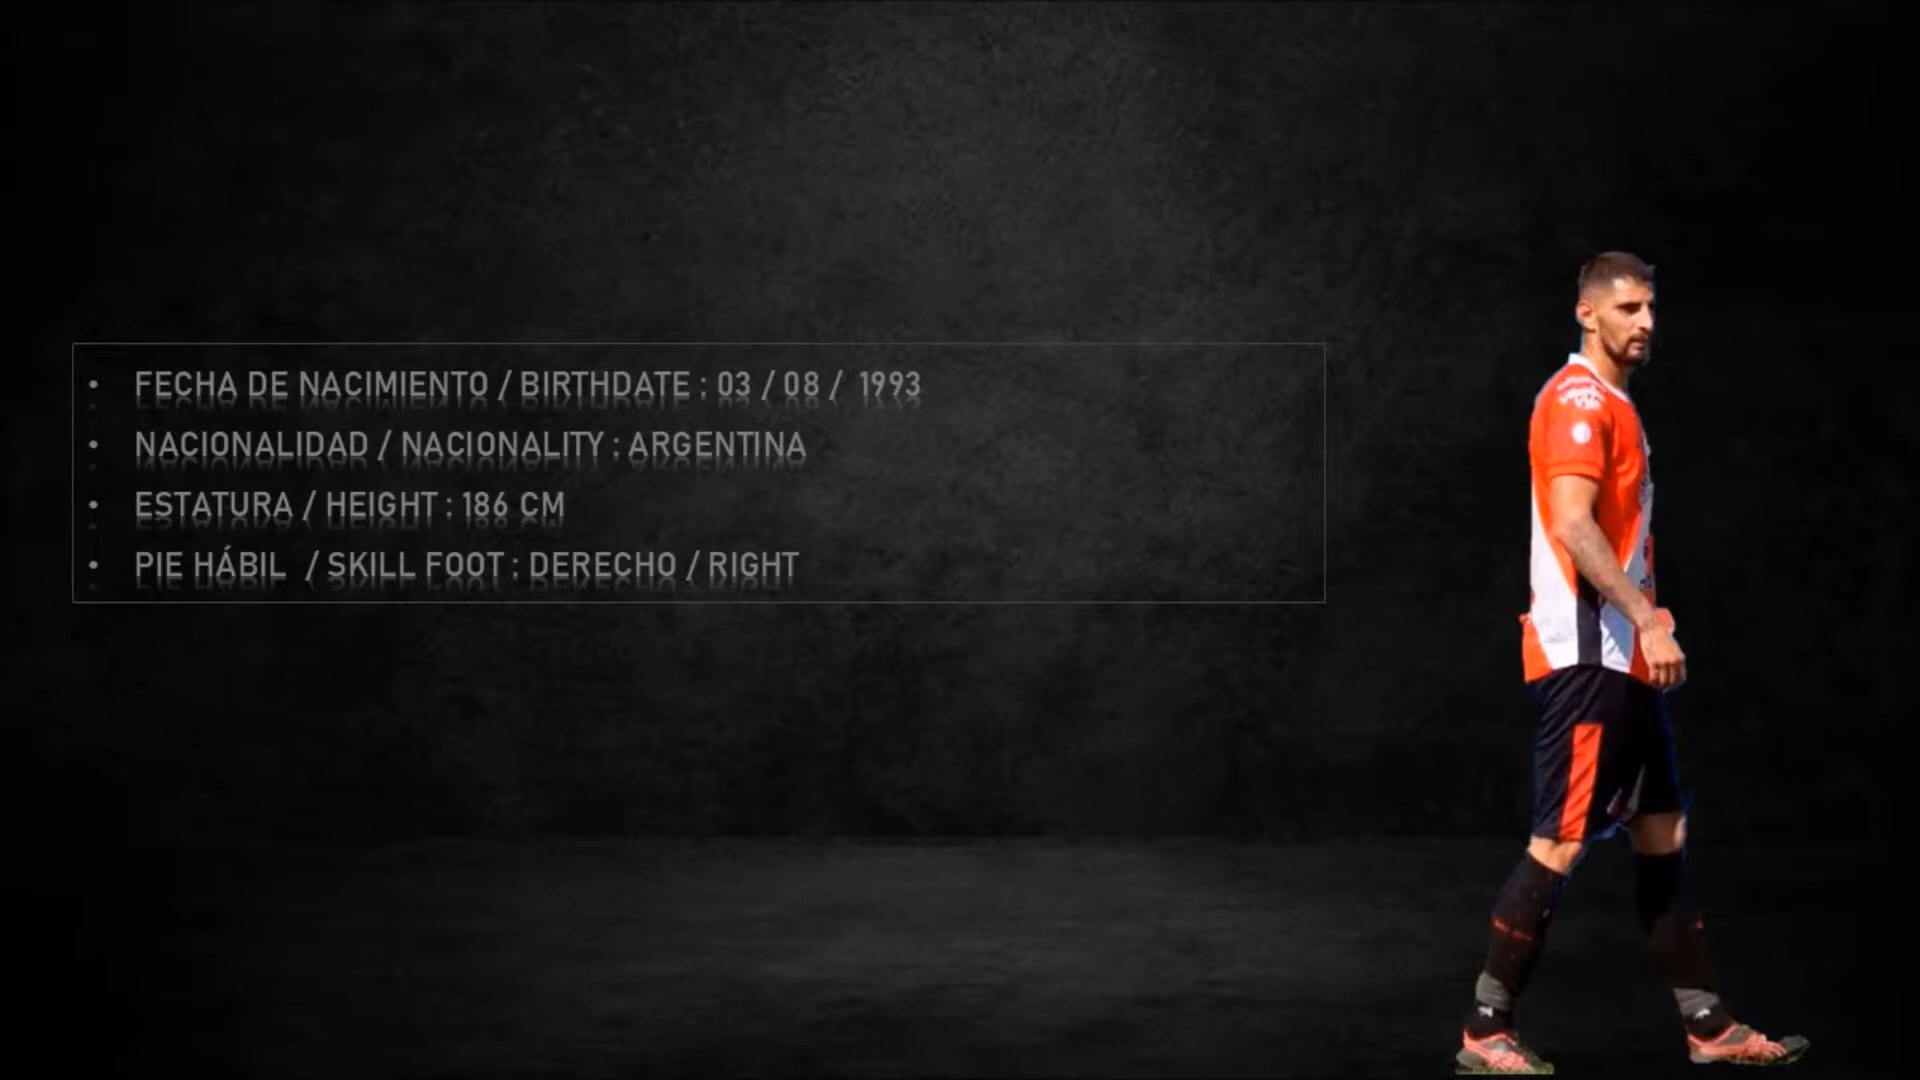 • FECHA DE NACIMIENTO / BIRTHDATE : 03 / 08 / 1993
• NACIONALIDAD / NACIONALITY : ARGENTINA
• ESTATURA / HEIGHT : 186 CM
• PIE HÁBIL / SKILL FOOT : DERECHO / RIGHT